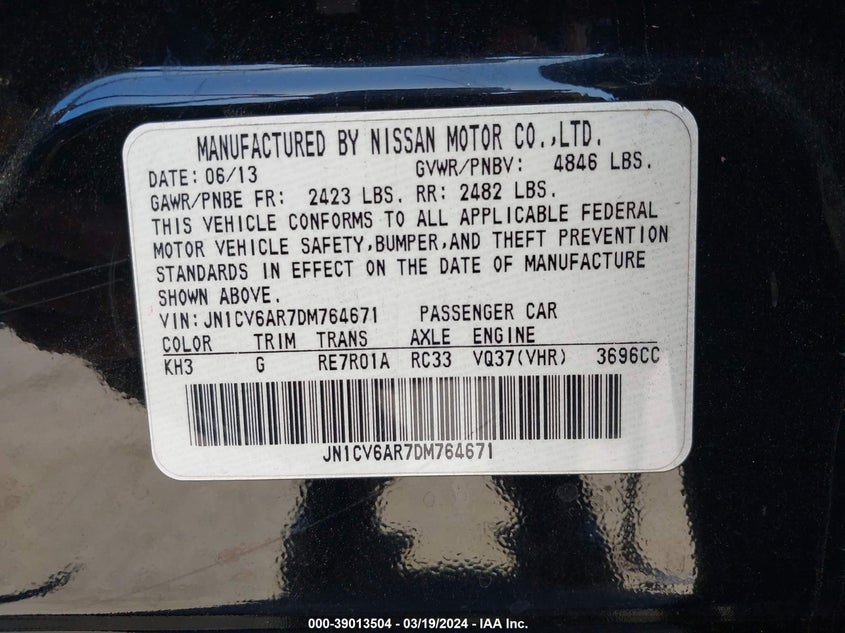 MANUFACTURED BY NISSAN MOTOR CO.,LTD.
DATE: 06/13 GVWR/PNBV: 4846 LBS.
GAWR/PNBE FR: 2423 LBS. RR: 2482 LBS.
THIS VEHICLE CONFORMS TO ALL APPLICABLE FEDERAL
MOTOR VEHICLE SAFETY,BUMPER,AND THEFT PREVENTION
STANDARDS IN EFFECT ON THE DATE OF MANUFACTURE
SHOWN ABOVE.
VIN:JN1CV6AR7DM764671 PASSENGER CAR
COLOR TRIM TRANS AXLE ENGINE
KH3 G RE7R01A RC33 VQ37(VHR) 3696CC
JN1CV6AR7DM764671
000-39013504 - 03/19/2024 - IAA Inc.